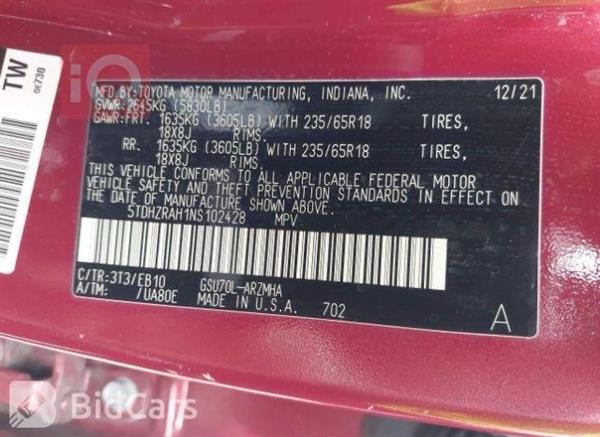 TW
0E730
iQ
MFD.BY:TOYOTA MOTOR MANUFACTURING, INDIANA, INC. 12/21
GVWR:2645KG (5830LB)
GAWR:FRT. 1635KG (3605LB) WITH 235/65R18 TIRES,
18X8J RIMS,
RR. 1635KG (3605LB) WITH 235/65R18 TIRES,
18X8J RIMS,
THIS VEHICLE CONFORMS TO ALL APPLICABLE FEDERAL MOTOR
VEHICLE SAFETY AND THEFT PREVENTION STANDARDS IN EFFECT ON
THE DATE OF MANUFACTURE SHOWN ABOVE.
5TDHZRAH1NS102428 MPV
C/TR:3T3/EB10 GSU70L-ARZMHA
A/TM: /UA80E MADE IN U.S.A. 702
A
BidCars